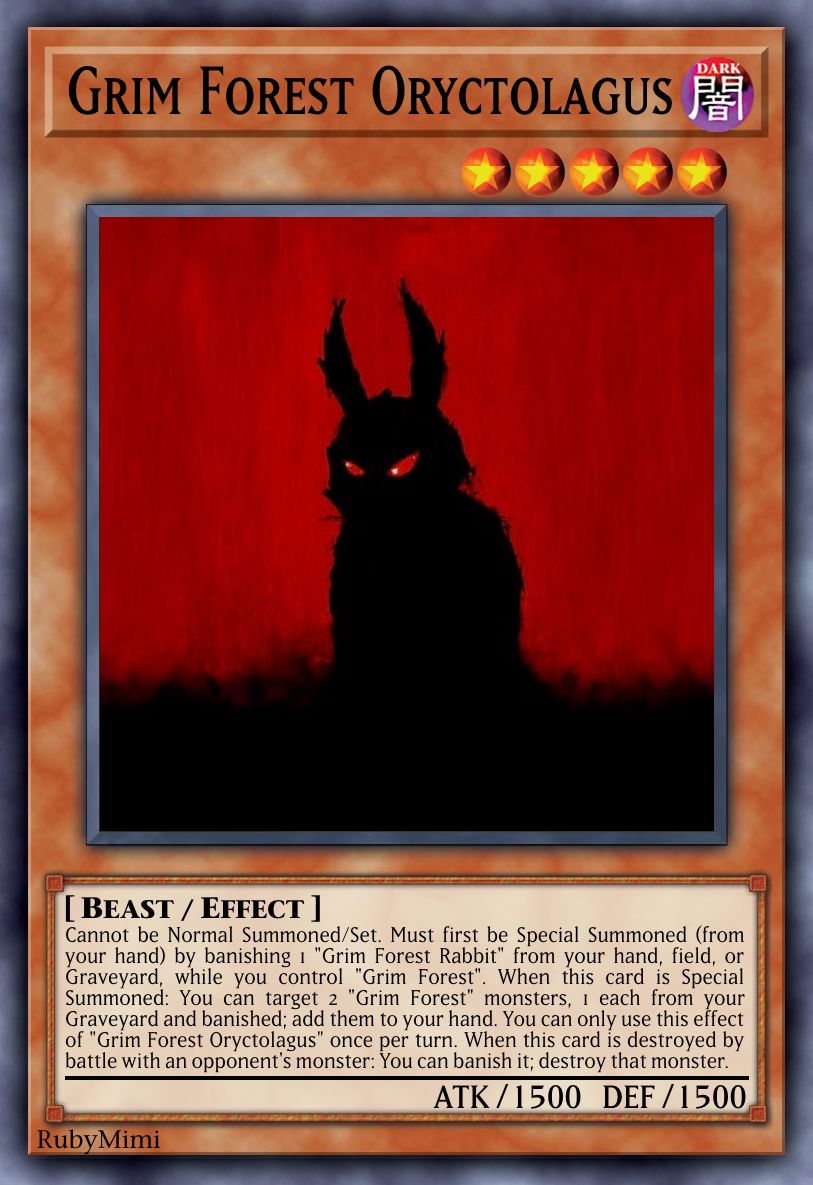 Grim Forest Oryctolagus
DARK
闇
[ Beast / Effect ]
Cannot be Normal Summoned/Set. Must first be Special Summoned (from
your hand) by banishing 1 "Grim Forest Rabbit" from your hand, field, or
Graveyard, while you control "Grim Forest". When this card is Special
Summoned: You can target 2 "Grim Forest" monsters, 1 each from your
Graveyard and banished; add them to your hand. You can only use this effect
of "Grim Forest Oryctolagus" once per turn. When this card is destroyed by
battle with an opponent's monster: You can banish it; destroy that monster.
ATK / 1500 DEF / 1500
RubyMimi